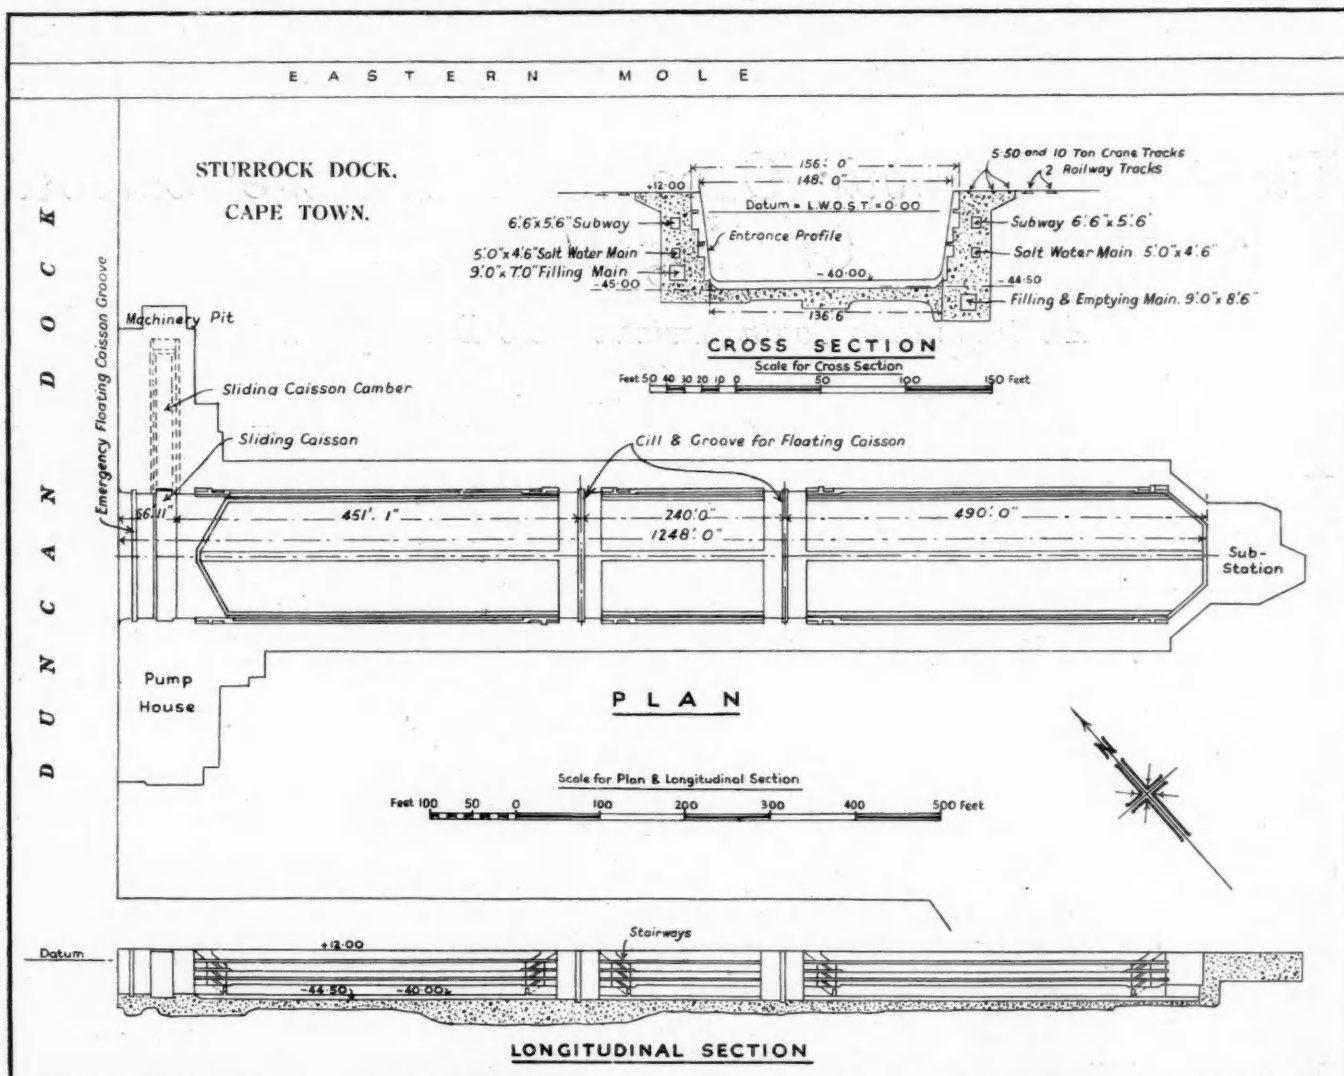 EASTERN MOLE
STURROCK DOCK,
CAPE TOWN.
DUNCAN DOCK
156'. 0"
148'. 0"
+12.00
Datum = L.W.O.S.T. = 0.00
5.50 and 10 Ton Crane Tracks
2 Railway Tracks
6'.6"x5'.6" Subway
Entrance Profile
Subway 6'.6"x5'.6'
5'.0"x4'.6" Salt Water Main
Salt Water Main. 5'.0"x4'.6"
9'.0"x7'.0" Filling Main
-45.00
-40.00
-44.50
Filling & Emptying Main. 9'.0"x8'.6"
136'.6
CROSS SECTION
Scale for Cross Section
Feet 50 40 30 20 10 0 50 100 150 Feet
Machinery Pit
Emergency Floating Caisson Groove
Sliding Caisson Camber
Sliding Caisson
Cill & Groove for Floating Caisson
66'.11"
451'. 1"
240'.0"
490'. 0"
1248'. 0"
Sub-
Station
Pump
House
PLAN
N
Scale for Plan & Longitudinal Section
Feet 100 50 0 100 200 300 400 500 Feet
Datum
+12.00
Stairways
-44.50
-40.00
LONGITUDINAL SECTION